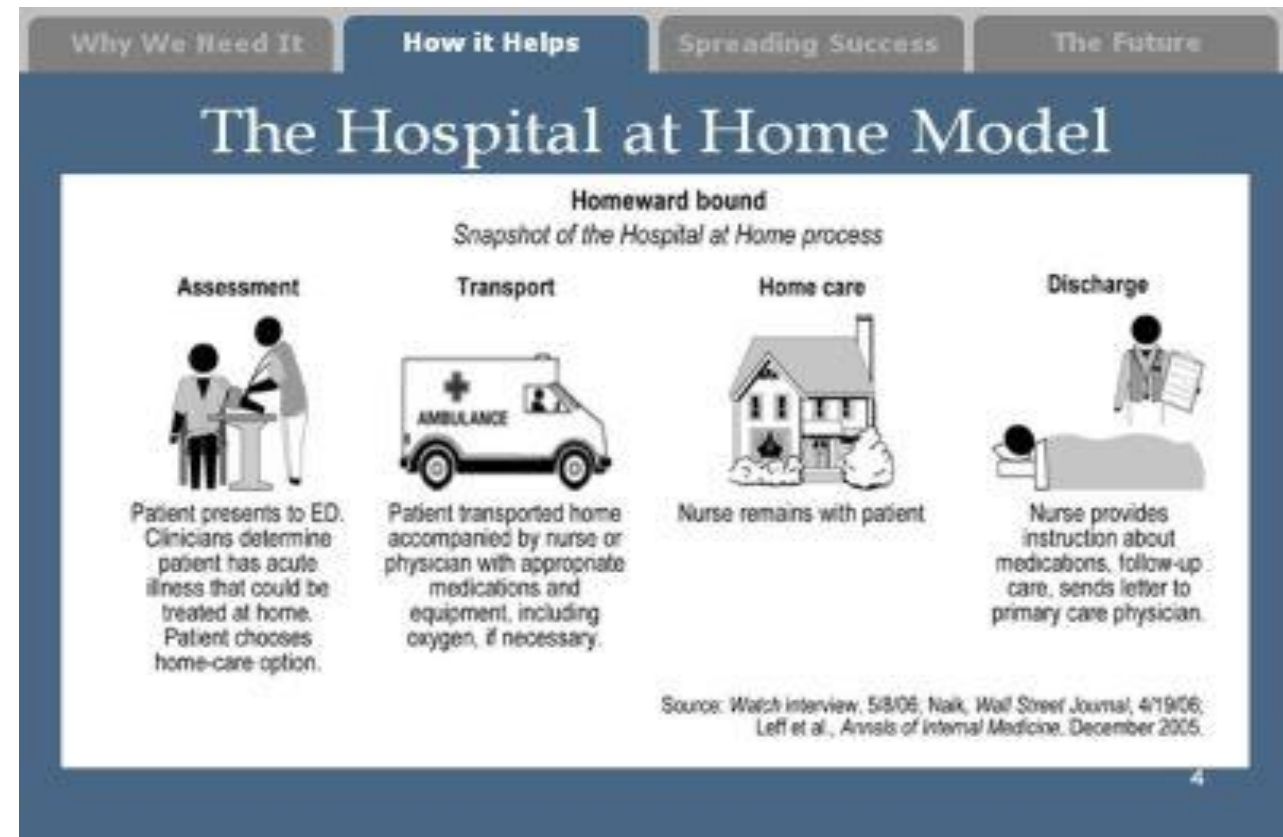 Why We Need It
How it Helps
Spreading Success
The Future
The Hospital at Home Model
Homeward bound
Snapshot of the Hospital at Home process
Assessment
Patient presents to ED.
Clinicians determine
patient has acute
illness that could be
treated at home.
Patient chooses
home-care option.
Transport
AMBULANCE
Patient transported home
accompanied by nurse or
physician with appropriate
medications and
equipment, including
oxygen, if necessary.
Home care
Nurse remains with patient
Discharge
Nurse provides
instruction about
medications, follow-up
care, sends letter to
primary care physician.
Source: Watch interview, 5/8/06; Naik, Wall Street Journal, 4/19/06;
Leff et al., Annals of Internal Medicine, December 2005.
4